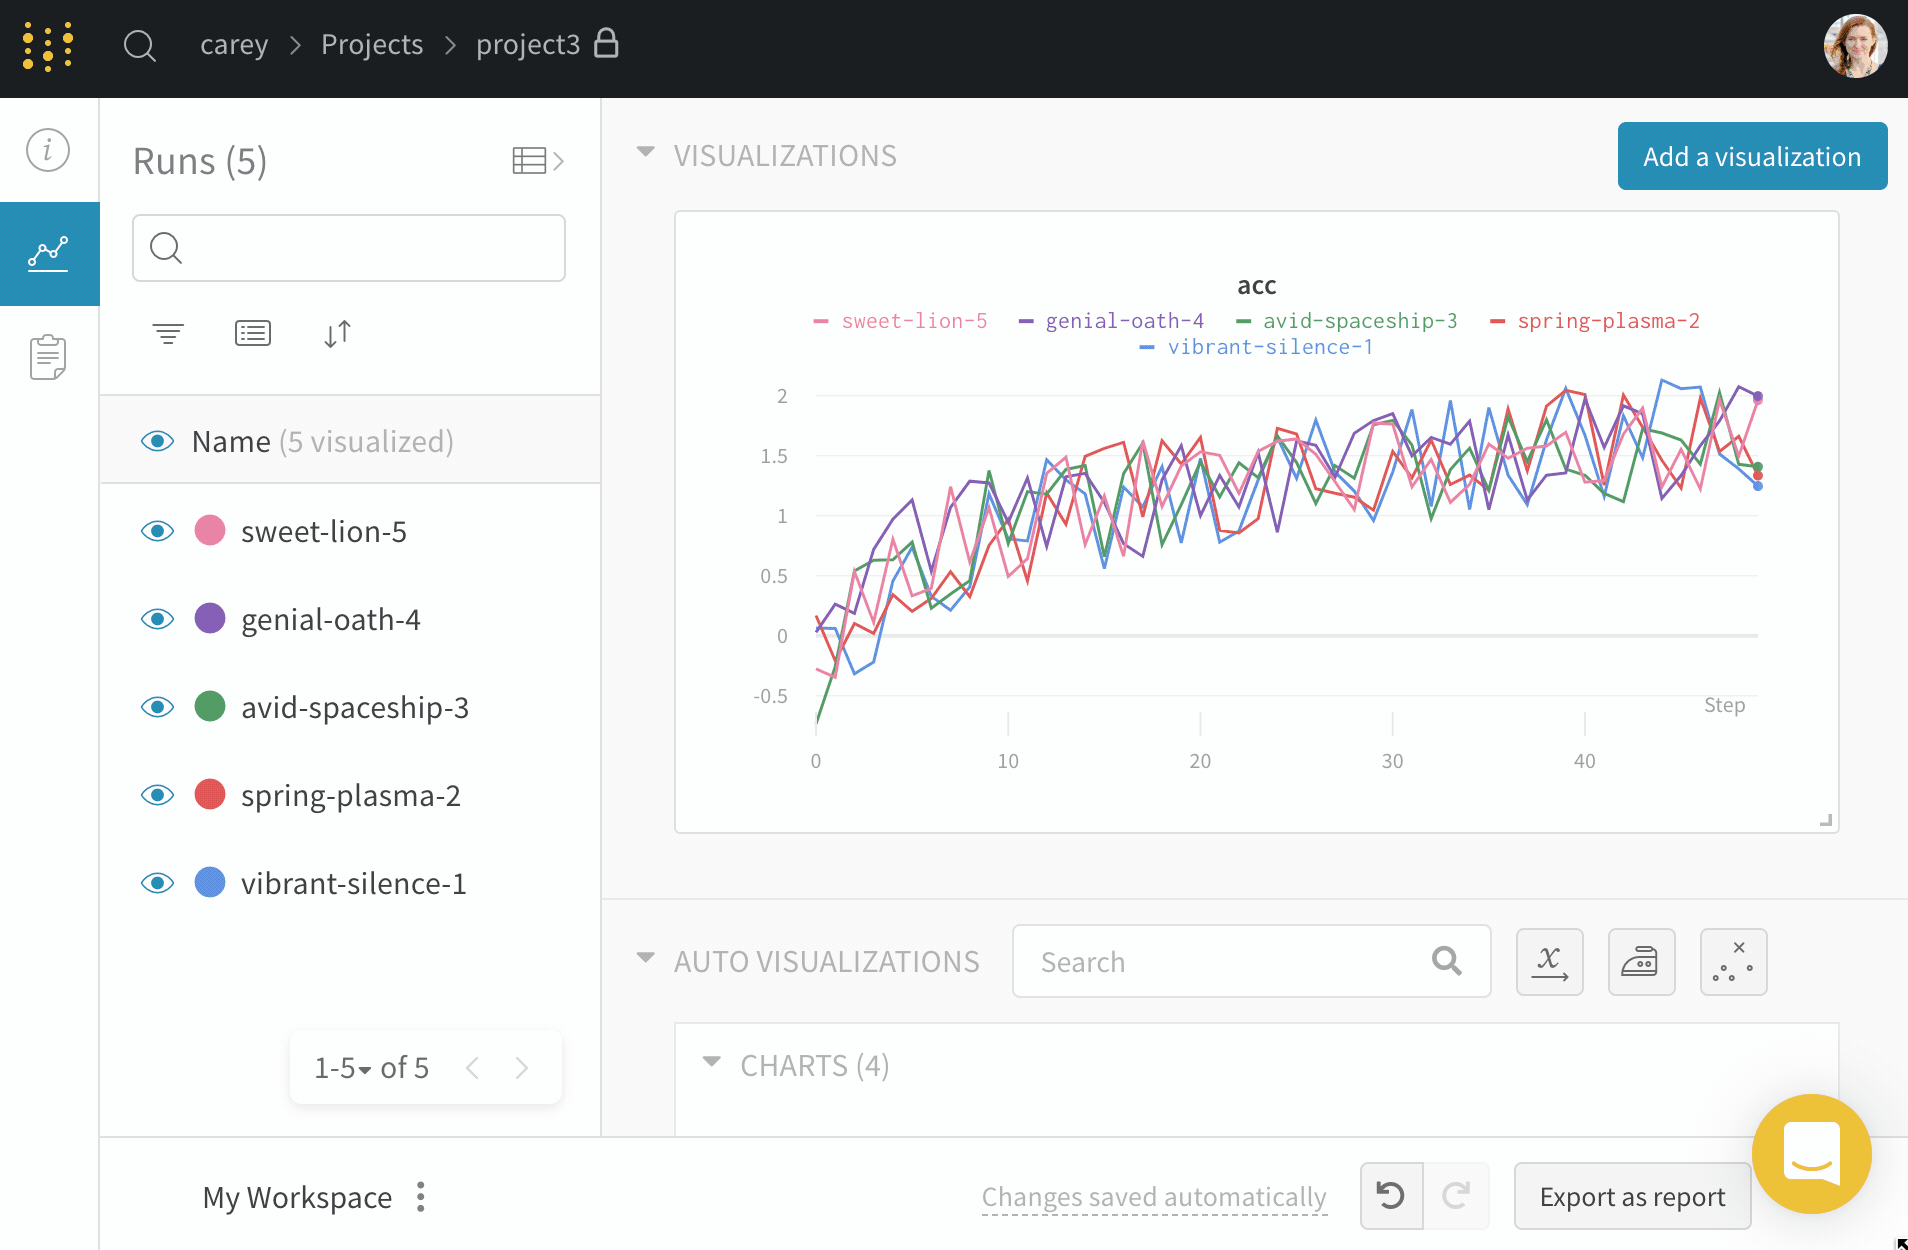 carey > Projects > project3
Runs (5)
Name (5 visualized)
sweet-lion-5
genial-oath-4
avid-spaceship-3
spring-plasma-2
vibrant-silence-1
1-5 of 5
VISUALIZATIONS
Add a visualization
acc
sweet-lion-5 genial-oath-4 avid-spaceship-3 spring-plasma-2
vibrant-silence-1
2
1.5
1
0.5
0
-0.5
Step
0 10 20 30 40
AUTO VISUALIZATIONS
Search
x
CHARTS (4)
My Workspace
Changes saved automatically
Export as report